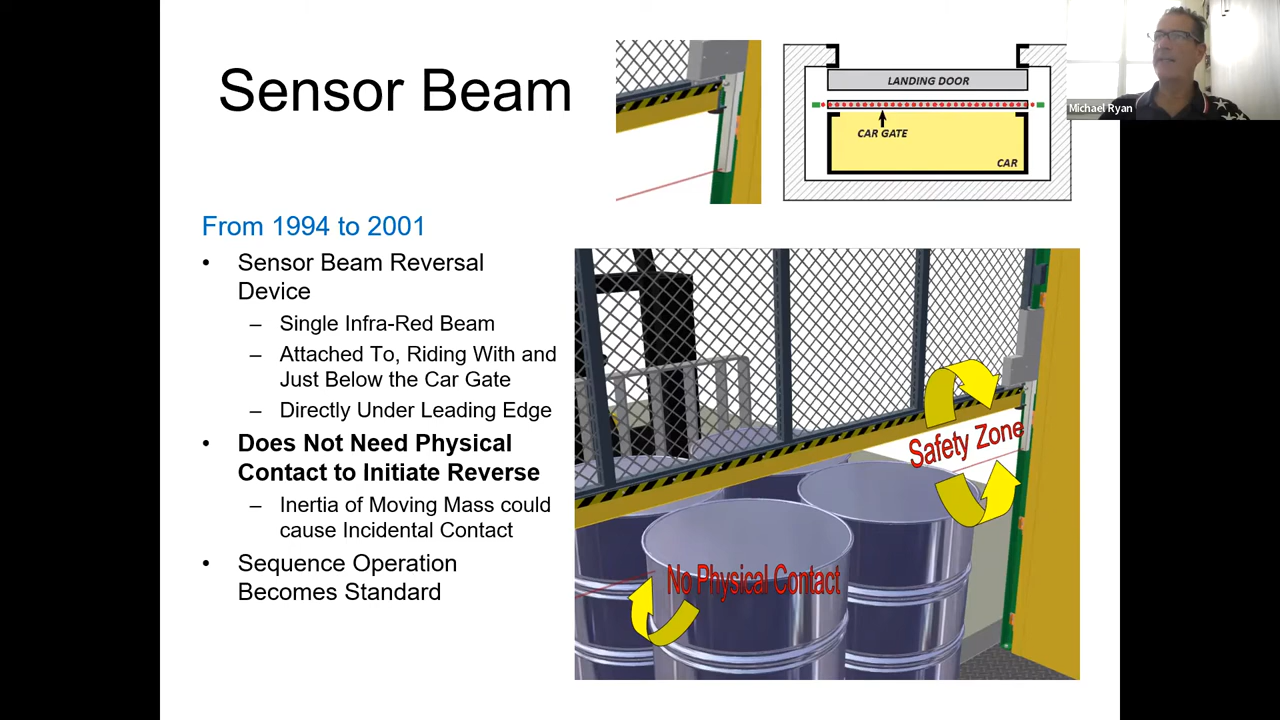 Sensor Beam
LANDING DOOR
CAR GATE
CAR
Michael Ryan
From 1994 to 2001
• Sensor Beam Reversal
Device
– Single Infra-Red Beam
– Attached To, Riding With and
Just Below the Car Gate
– Directly Under Leading Edge
• Does Not Need Physical
Contact to Initiate Reverse
– Inertia of Moving Mass could
cause Incidental Contact
• Sequence Operation
Becomes Standard
Safety Zone
No Physical Contact